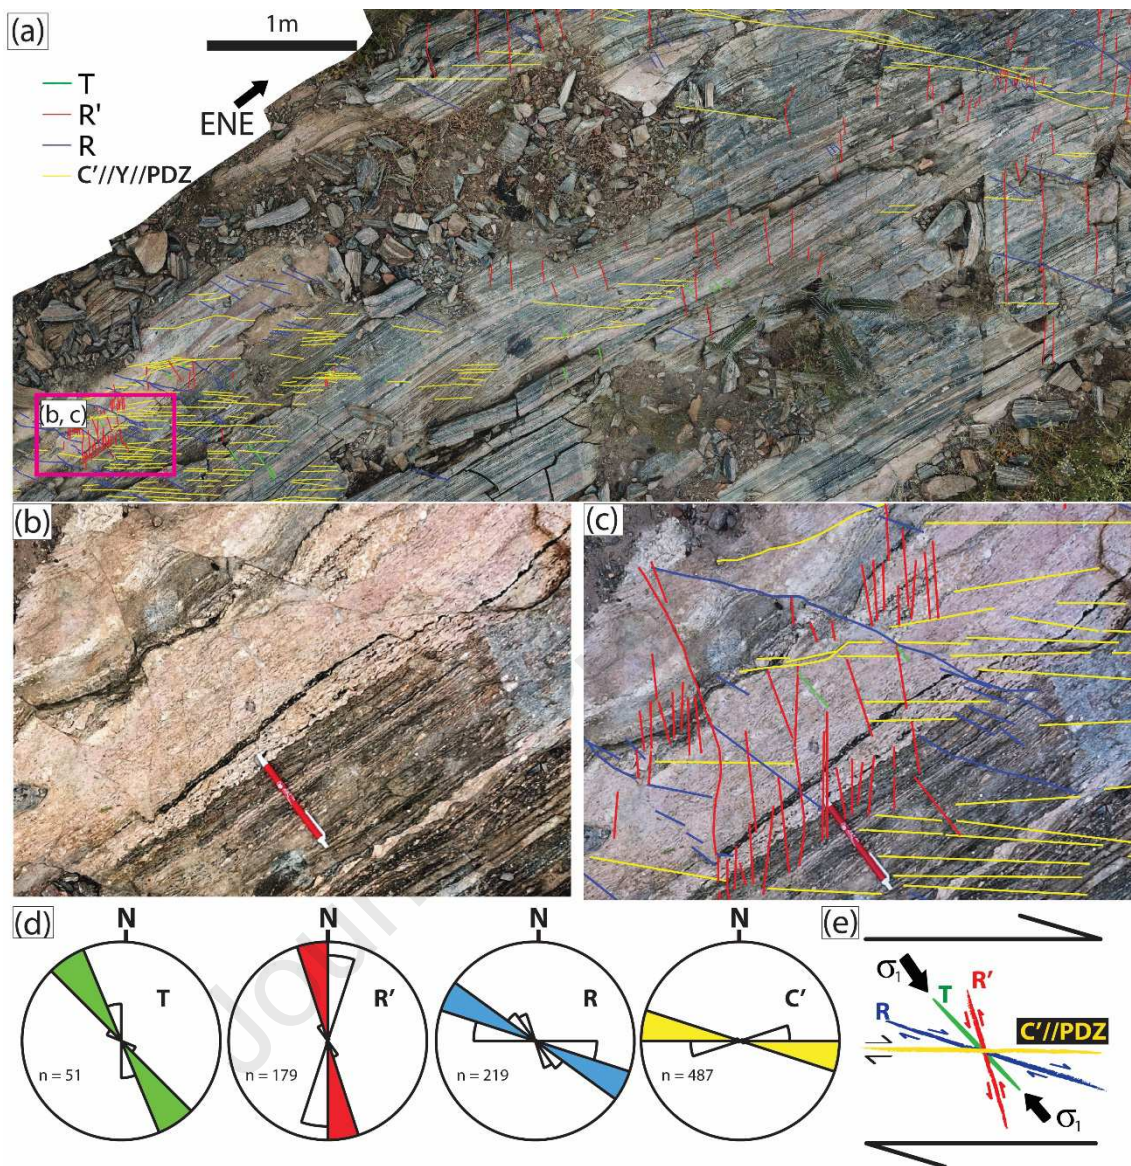 (a)
1m
ENE
T
R'
R
C'//Y//PDZ
(b, c)
(b)
(c)
(d)
N
T
n = 51
N
R'
n = 179
N
R
n = 219
N
C'
n = 487
(e)
σ1
T
R'
R
C'//PDZ
σ1